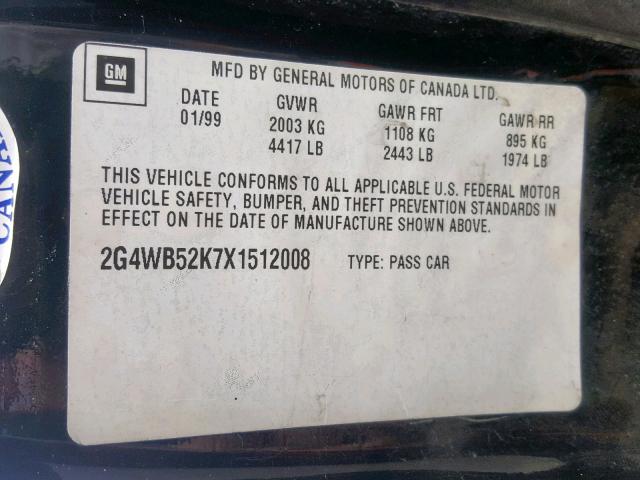 GM
MFD BY GENERAL MOTORS OF CANADA LTD.
DATE GVWR GAWR FRT GAWR RR
01/99 2003 KG 1108 KG 895 KG
4417 LB 2443 LB 1974 LB
THIS VEHICLE CONFORMS TO ALL APPLICABLE U.S. FEDERAL MOTOR
VEHICLE SAFETY, BUMPER, AND THEFT PREVENTION STANDARDS IN
EFFECT ON THE DATE OF MANUFACTURE SHOWN ABOVE.
2G4WB52K7X1512008 TYPE: PASS CAR
CANA